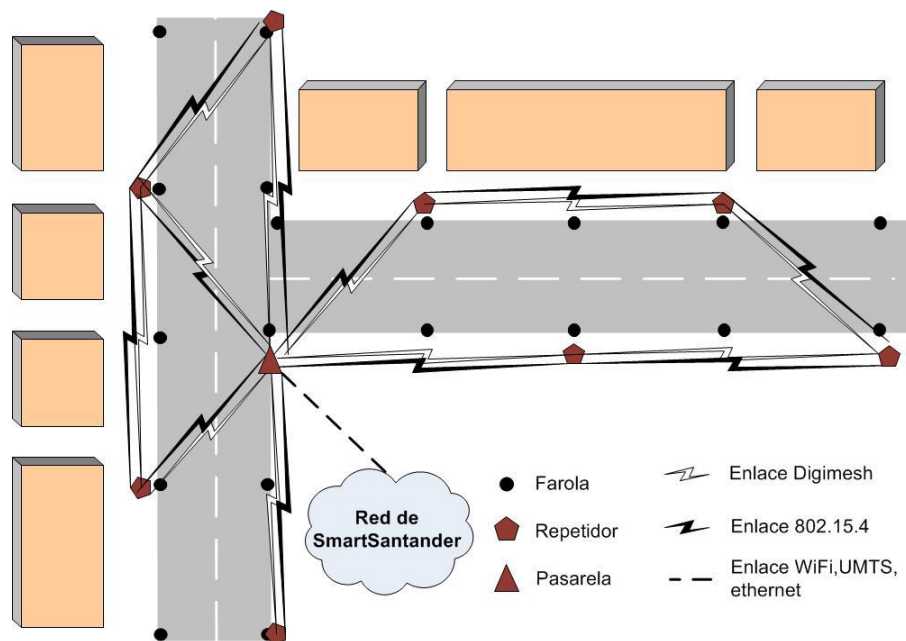 Red de
SmartSantander
Farola
Repetidor
Pasarela
Enlace Digimesh
Enlace 802.15.4
Enlace WiFi,UMTS,
ethernet